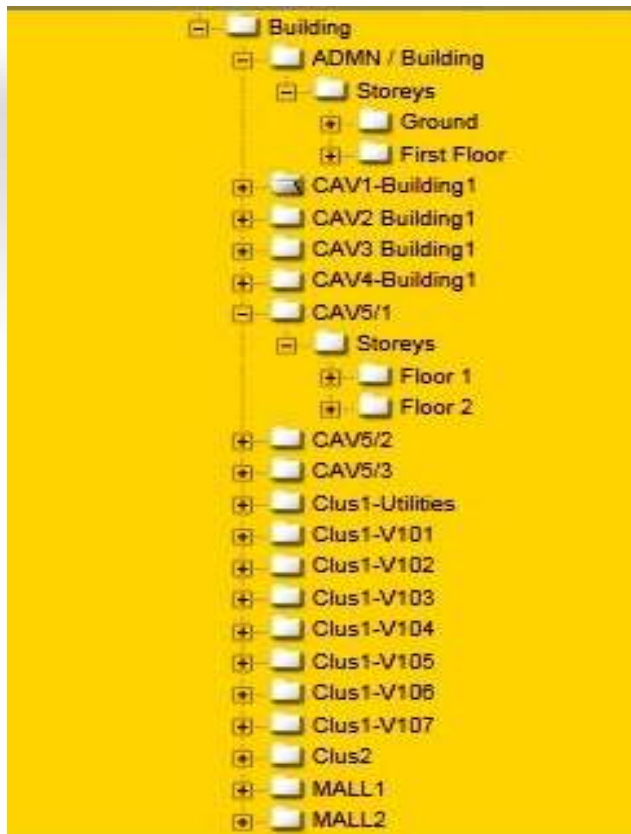 Building
ADMN / Building
Storeys
Ground
First Floor
CAV1-Building1
CAV2 Building1
CAV3 Building1
CAV4-Building1
CAV5/1
Storeys
Floor 1
Floor 2
CAV5/2
CAV5/3
Clus1-Utilities
Clus1-V101
Clus1-V102
Clus1-V103
Clus1-V104
Clus1-V105
Clus1-V106
Clus1-V107
Clus2
MALL1
MALL2